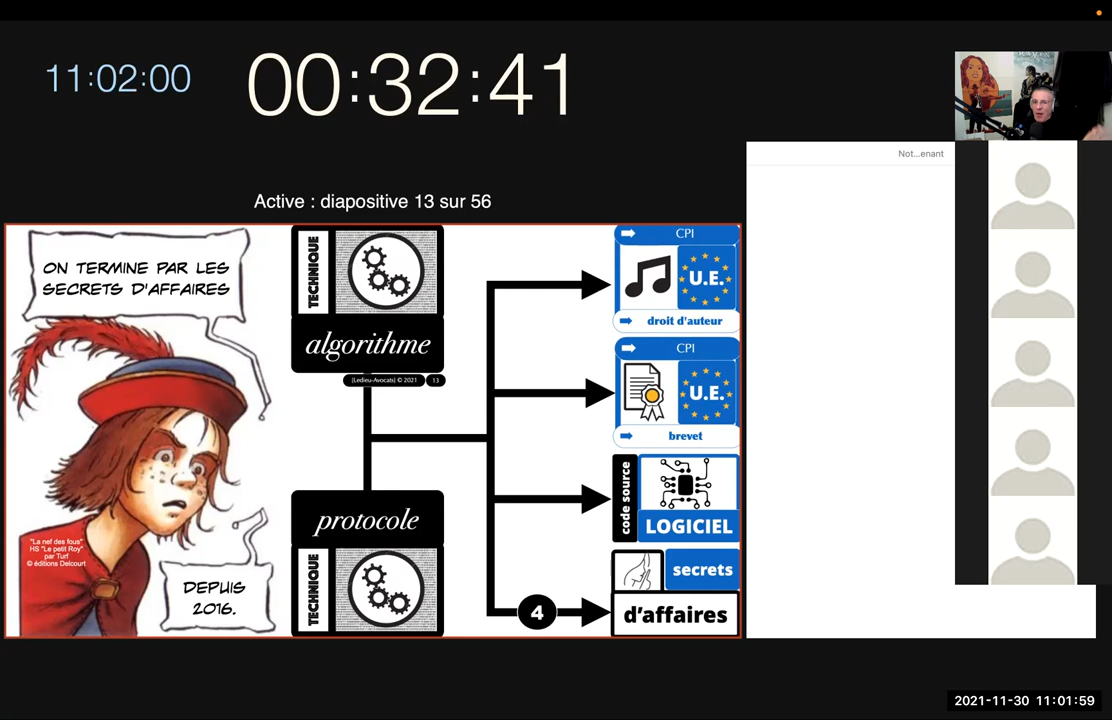 11:02:00
00:32:41
Not...enant
Active : diapositive 13 sur 56
ON TERMINE PAR LES
SECRETS D'AFFAIRES
TECHNIQUE
algorithme
(Ledieu-Avocats) © 2021
13
CPI
U.E.
droit d'auteur
CPI
U.E.
brevet
code source
LOGICIEL
protocole
TECHNIQUE
secrets
4
d'affaires
"La nef des fous"
HS "Le petit Roy"
par Turf
© éditions Delcourt
DEPUIS
2016.
2021-11-30 11:01:59